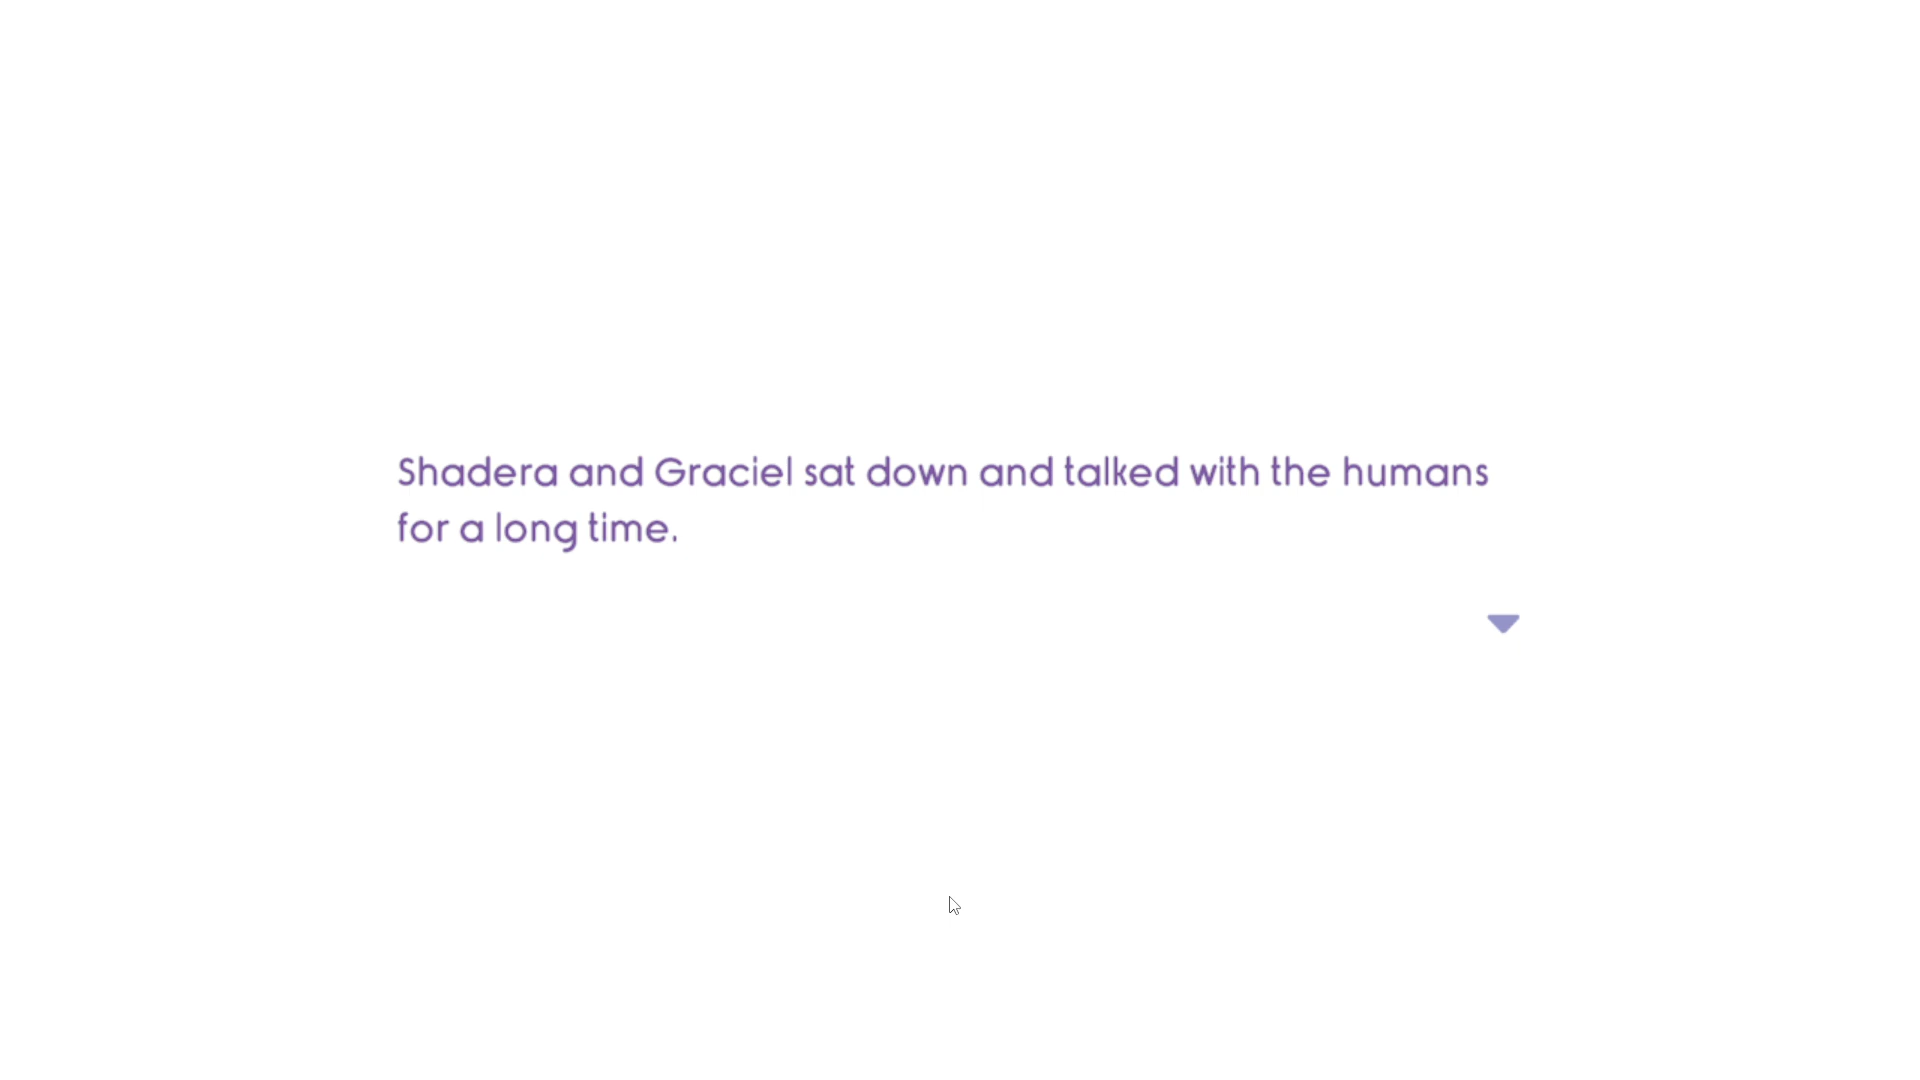 Shadera and Graciel sat down and talked with the humans
for a long time.